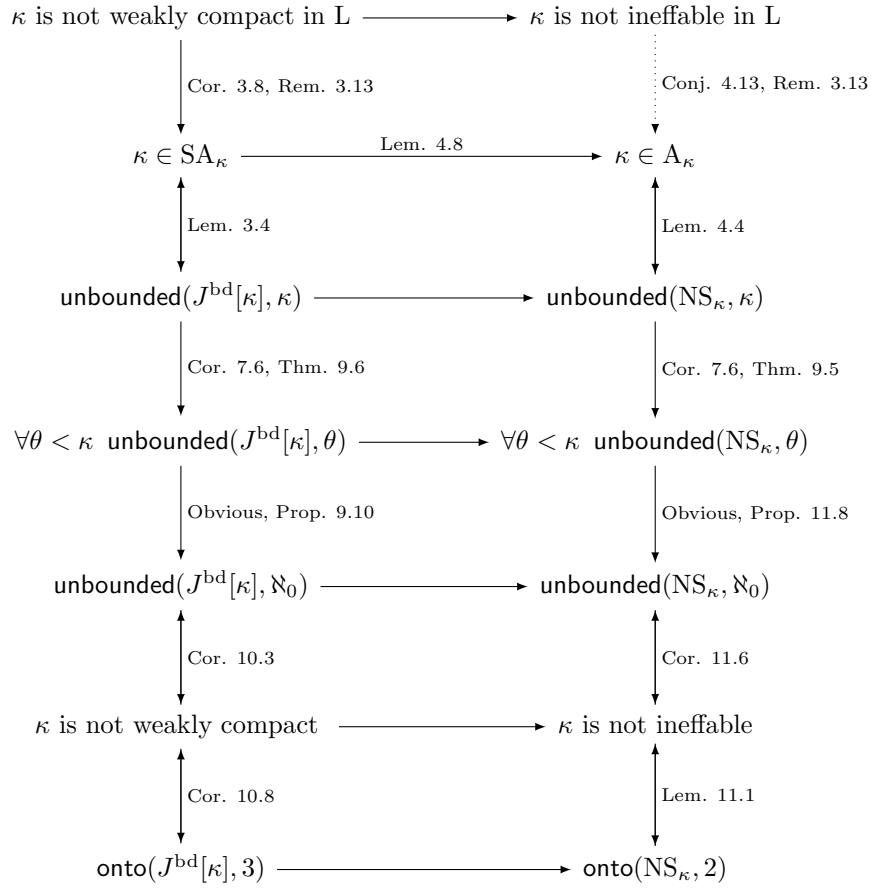 κ is not weakly compact in L κ is not ineffable in L
Cor. 3.8, Rem. 3.13 Conj. 4.13, Rem. 3.13
κ ∈ SA_κ Lem. 4.8 κ ∈ A_κ
Lem. 3.4 Lem. 4.4
unbounded(J^bd[κ], κ) unbounded(NS_κ, κ)
Cor. 7.6, Thm. 9.6 Cor. 7.6, Thm. 9.5
∀θ < κ unbounded(J^bd[κ], θ) ∀θ < κ unbounded(NS_κ, θ)
Obvious, Prop. 9.10 Obvious, Prop. 11.8
unbounded(J^bd[κ], ℵ₀) unbounded(NS_κ, ℵ₀)
Cor. 10.3 Cor. 11.6
κ is not weakly compact κ is not ineffable
Cor. 10.8 Lem. 11.1
onto(J^bd[κ], 3) onto(NS_κ, 2)